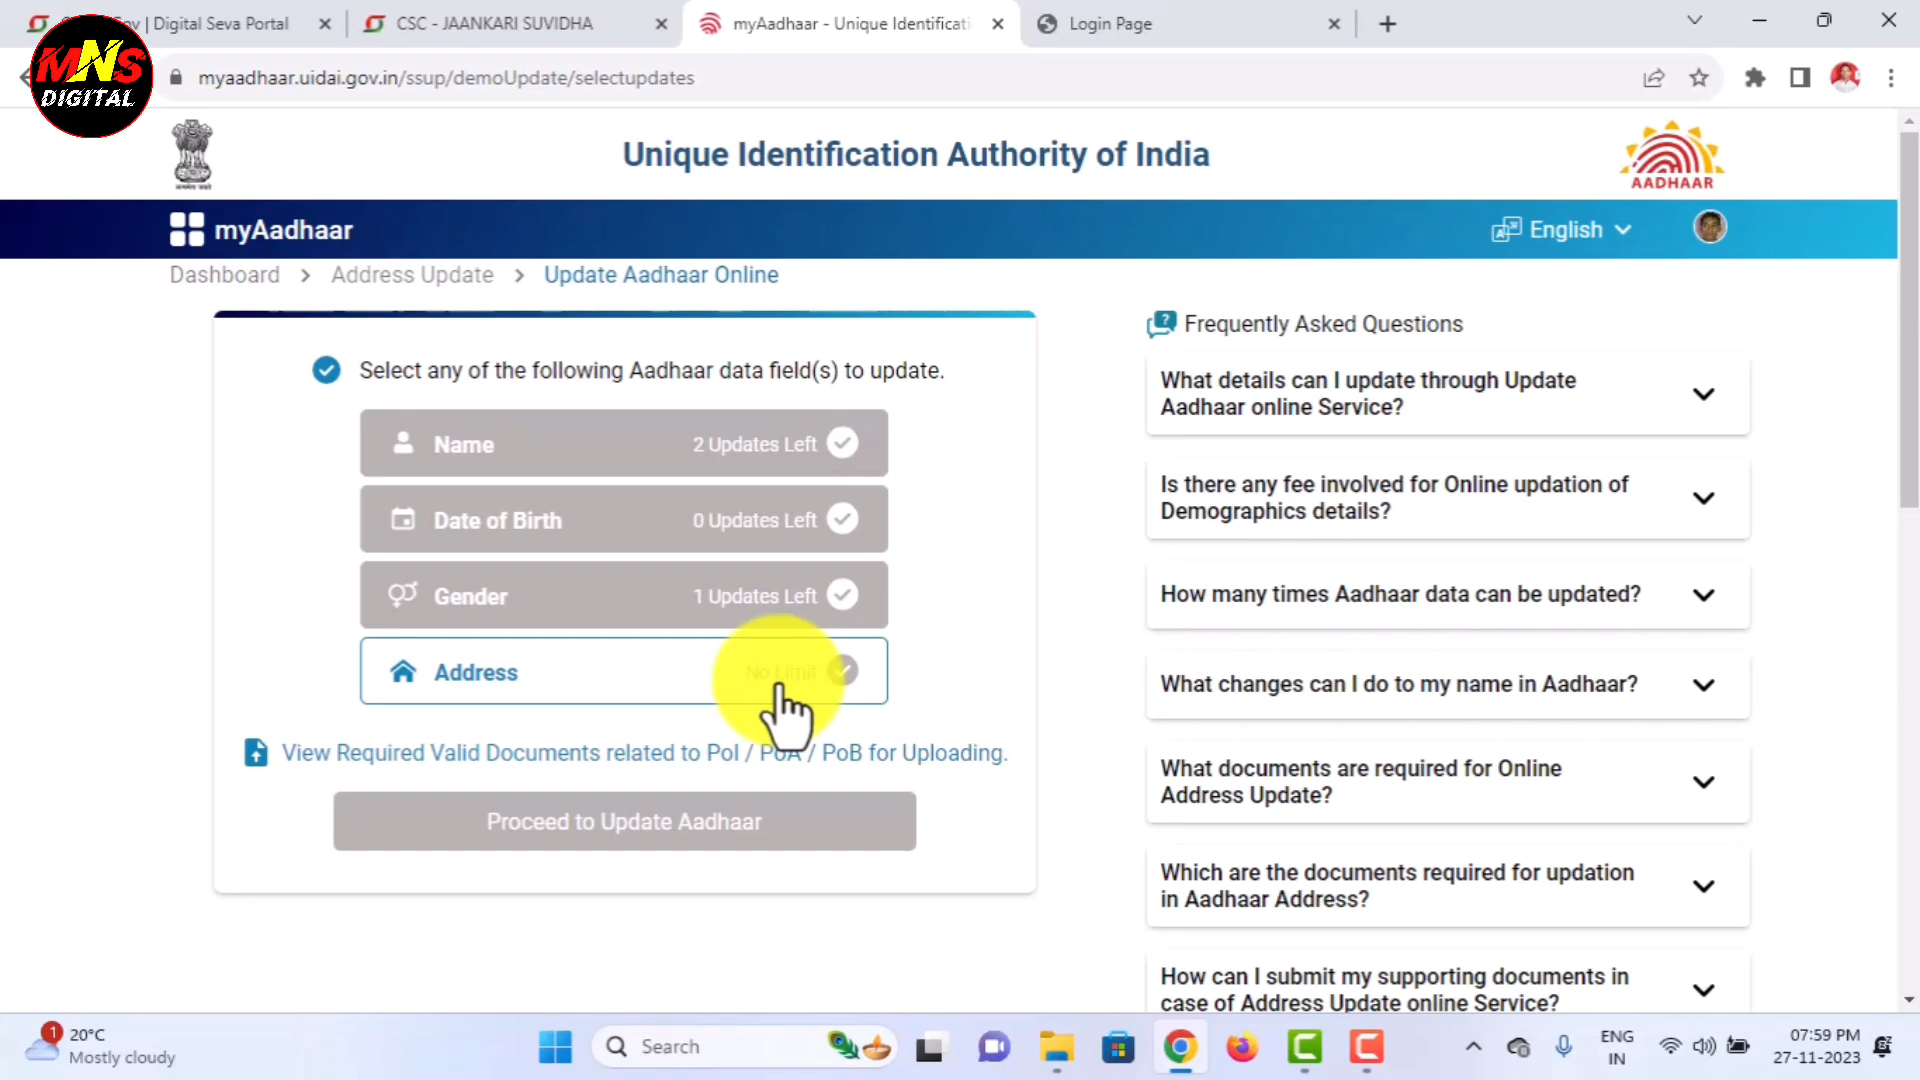 Gov | Digital Seva Portal
CSC - JAANKARI SUVIDHA
myAadhaar - Unique Identificati
Login Page
MNS
DIGITAL
myaadhaar.uidai.gov.in/ssup/demoUpdate/selectupdates
Unique Identification Authority of India
AADHAAR
myAadhaar
English
Dashboard > Address Update > Update Aadhaar Online
Select any of the following Aadhaar data field(s) to update.
Name 2 Updates Left
Date of Birth 0 Updates Left
Gender 1 Updates Left
Address No Limit
View Required Valid Documents related to PoI / PoA / PoB for Uploading.
Proceed to Update Aadhaar
Frequently Asked Questions
What details can I update through Update
Aadhaar online Service?
Is there any fee involved for Online updation of
Demographics details?
How many times Aadhaar data can be updated?
What changes can I do to my name in Aadhaar?
What documents are required for Online
Address Update?
Which are the documents required for updation
in Aadhaar Address?
How can I submit my supporting documents in
case of Address Update online Service?
1
20°C
Mostly cloudy
Search
ENG
IN
07:59 PM
27-11-2023